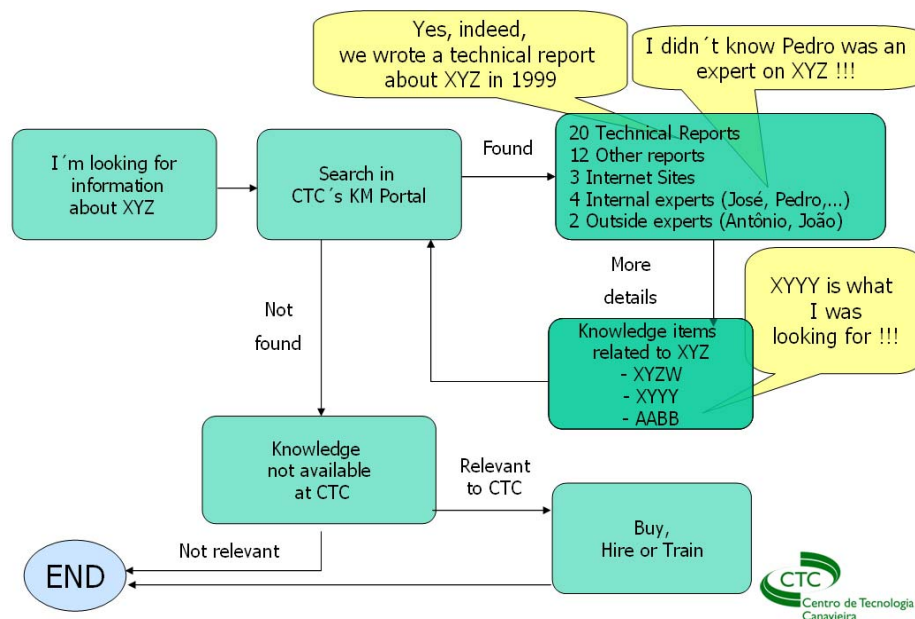 Yes, indeed,
we wrote a technical report
about XYZ in 1999
I didn´t know Pedro was an
expert on XYZ !!!
I´m looking for
information
about XYZ
Search in
CTC´s KM Portal
Found
20 Technical Reports
12 Other reports
3 Internet Sites
4 Internal experts (José, Pedro,...)
2 Outside experts (Antônio, João)
More
details
XYYY is what
I was
looking for !!!
Not
found
Knowledge items
related to XYZ
- XYZW
- XYYY
- AABB
Knowledge
not available
at CTC
Relevant
to CTC
Buy,
Hire or Train
Not relevant
END
CTC
Centro de Tecnologia
Canavieira